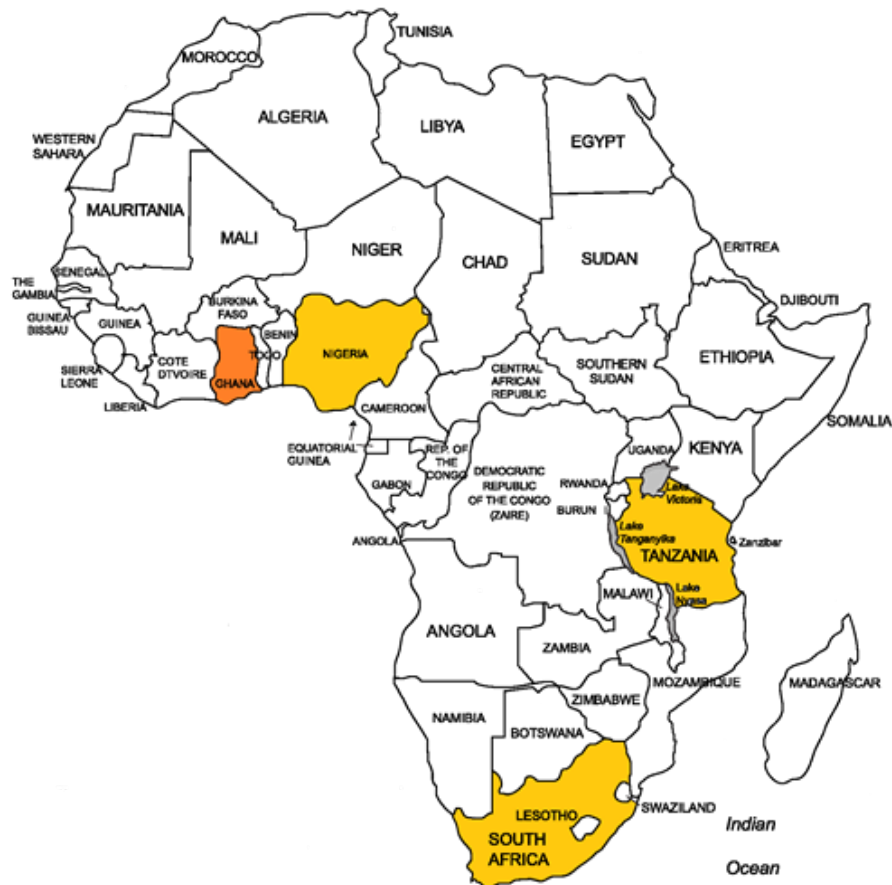 TUNISIA
MOROCCO
ALGERIA
LIBYA
EGYPT
WESTERN
SAHARA
MAURITANIA
MALI
NIGER
CHAD
SUDAN
ERITREA
SENEGAL
THE
GAMBIA
GUINEA
BISSAU
GUINEA
BURKINA
FASO
BENIN
TOGO
GHANA
COTE
DTVOIRE
SIERRA
LEONE
LIBERIA
NIGERIA
DJIBOUTI
ETHIOPIA
SOUTHERN
SUDAN
CENTRAL
AFRICAN
REPUBLIC
CAMEROON
SOMALIA
EQUATORIAL
GUINEA
REP. OF
THE
CONGO
GABON
DEMOCRATIC
REPUBLIC
OF THE CONGO
(ZAIRE)
UGANDA
KENYA
RWANDA
BURUN
Lake
Victoris
Lake
Tanganyika
TANZANIA
Zanzibar
ANGOLA
Lake
Nyasa
MALAWI
ANGOLA
ZAMBIA
MOZAMBIQUE
MADAGASCAR
ZIMBABWE
NAMIBIA
BOTSWANA
SWAZILAND
LESOTHO
SOUTH
AFRICA
Indian
Ocean